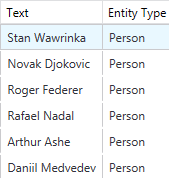 Text Entity Type
Stan Wawrinka Person
Novak Djokovic Person
Roger Federer Person
Rafael Nadal Person
Arthur Ashe Person
Daniil Medvedev Person